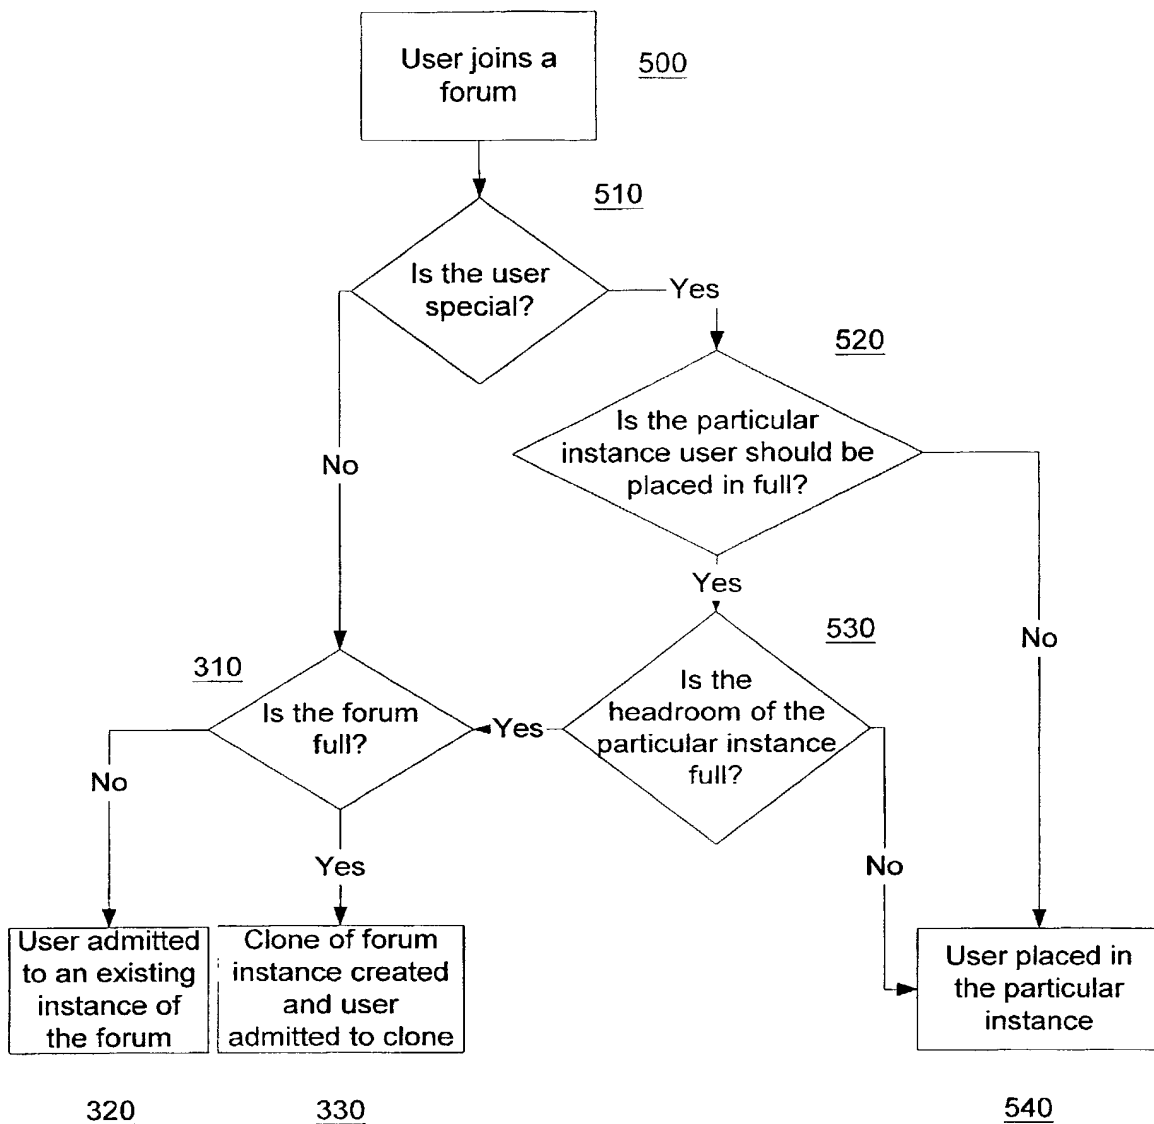 User joins a
forum
500
510
Is the user
special?
Yes
520
Is the particular
instance user should be
placed in full?
No
Yes
530
No
310
Is the forum
full?
Yes
Is the
headroom of the
particular instance
full?
No
Yes
No
User admitted
to an existing
instance of
the forum
Clone of forum
instance created
and user
admitted to clone
User placed in
the particular
instance
320
330
540